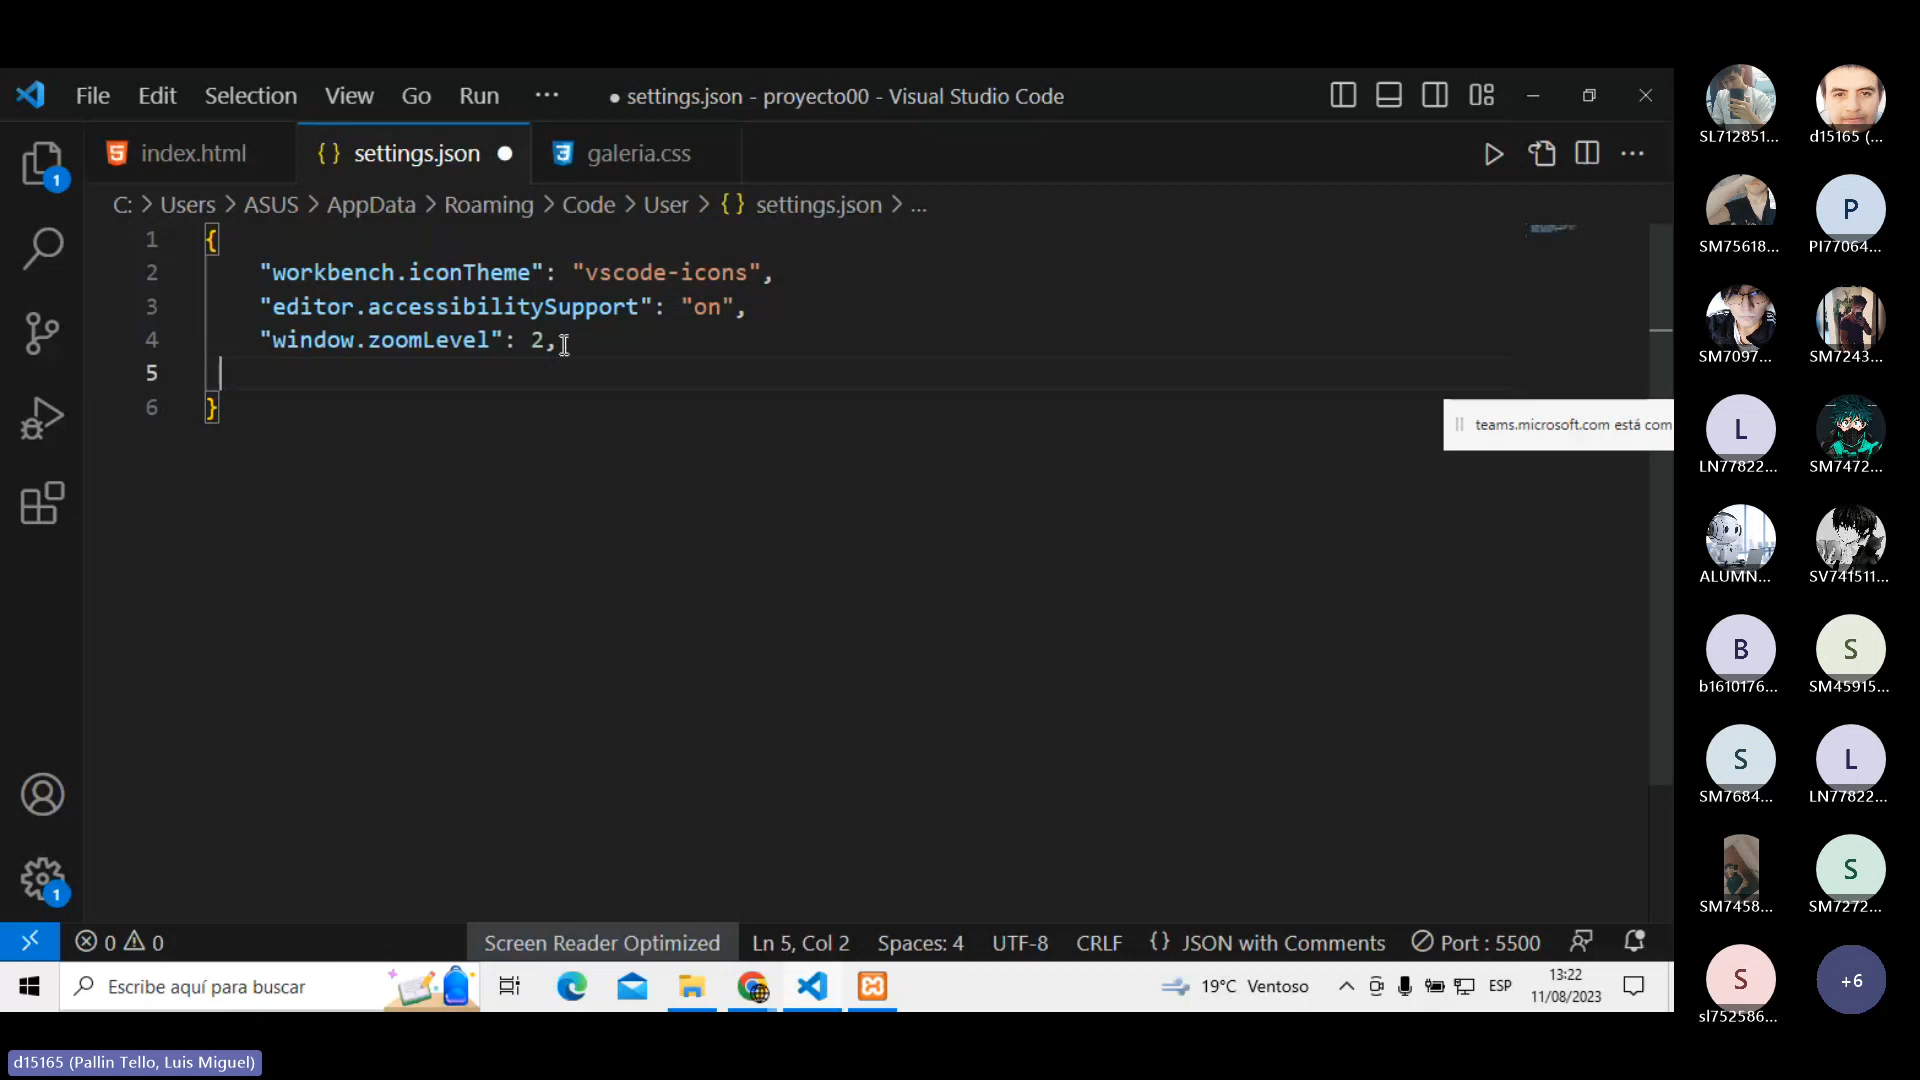 File Edit Selection View Go Run ··· ● settings.json - proyecto00 - Visual Studio Code
index.html {} settings.json ● galeria.css
C: > Users > ASUS > AppData > Roaming > Code > User > {} settings.json > ...
1 {
2 "workbench.iconTheme": "vscode-icons",
3 "editor.accessibilitySupport": "on",
4 "window.zoomLevel": 2,
5
6 }
teams.microsoft.com está com
1
1
0 0 Screen Reader Optimized Ln 5, Col 2 Spaces: 4 UTF-8 CRLF {} JSON with Comments Port : 5500
Escribe aquí para buscar 19°C Ventoso ESP 13:22
11/08/2023
SL712851... d15165 (...
P
SM75618... PI77064...
SM7097... SM7243...
L
LN77822... SM7472...
ALUMN... SV741511...
B S
b1610176... SM45915...
S L
SM7684... LN77822...
S
SM7458... SM7272...
S +6
sl752586...
d15165 (Pallin Tello, Luis Miguel)